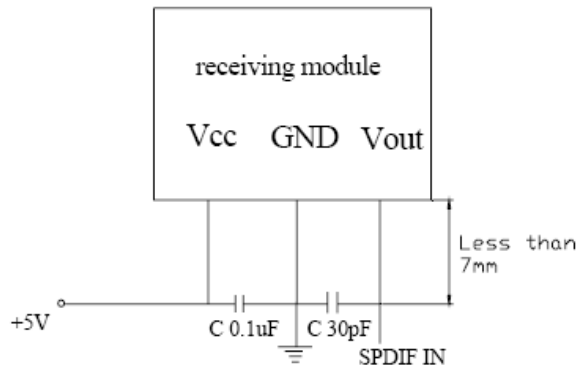 receiving module
Vcc GND Vout
Less than
7mm
+5V
C 0.1uF C 30pF
SPDIF IN